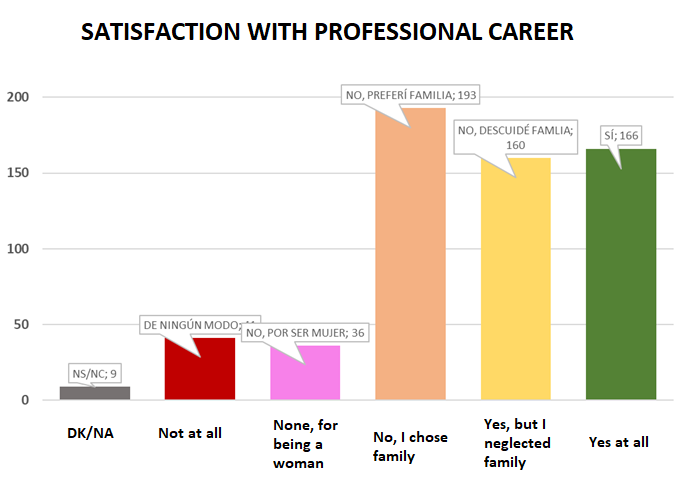 SATISFACTION WITH PROFESSIONAL CAREER
200
150
100
50
0
NS/NC; 9
DE NINGÚN MODO;
NO, POR SER MUJER; 36
NO, PREFERÍ FAMILIA; 193
NO, DESCUIDÉ FAMLIA;
160
SÍ; 166
DK/NA
Not at all
None, for
being a
woman
No, I chose
family
Yes, but I
neglected
family
Yes at all